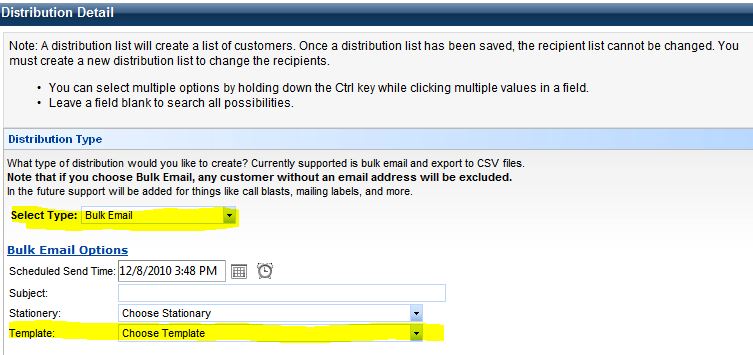 Distribution Detail
Note: A distribution list will create a list of customers. Once a distribution list has been saved, the recipient list cannot be changed. You
must create a new distribution list to change the recipients.
• You can select multiple options by holding down the Ctrl key while clicking multiple values in a field.
• Leave a field blank to search all possibilities.
Distribution Type
What type of distribution would you like to create? Currently supported is bulk email and export to CSV files.
Note that if you choose Bulk Email, any customer without an email address will be excluded.
In the future support will be added for things like call blasts, mailing labels, and more.
Select Type: Bulk Email
Bulk Email Options
Scheduled Send Time: 12/8/2010 3:48 PM
Subject:
Stationery: Choose Stationary
Template: Choose Template